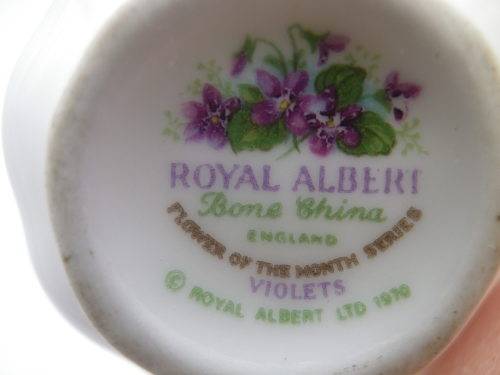 ROYAL ALBERT
Bone China
ENGLAND
FLOWER OF THE MONTH SERIES
VIOLETS
© ROYAL ALBERT LTD 1970